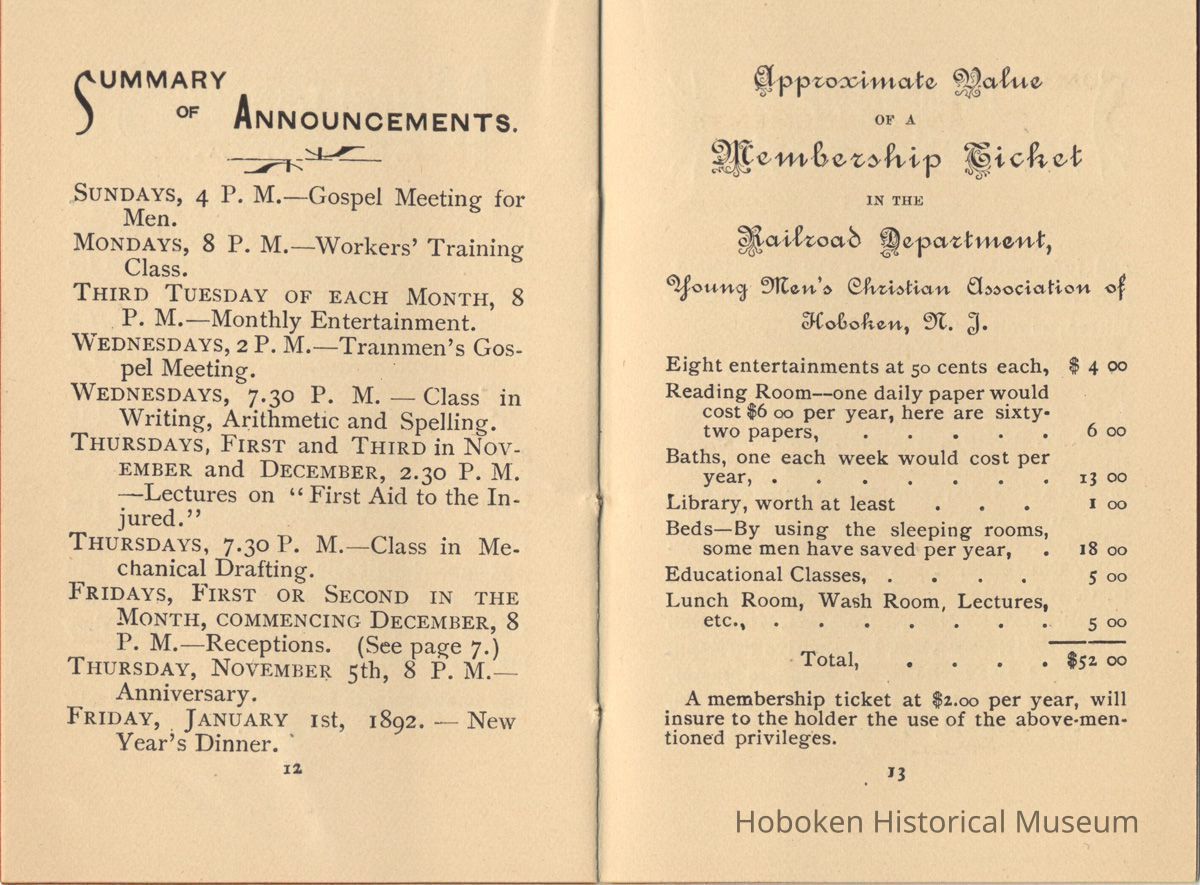 SUMMARY
OF ANNOUNCEMENTS.
SUNDAYS, 4 P. M.—Gospel Meeting for
Men.
MONDAYS, 8 P. M.—Workers' Training
Class.
THIRD TUESDAY OF EACH MONTH, 8
P. M.—Monthly Entertainment.
WEDNESDAYS, 2 P. M.—Trainmen's Gos-
pel Meeting.
WEDNESDAYS, 7.30 P. M. — Class in
Writing, Arithmetic and Spelling.
THURSDAYS, FIRST and THIRD in NOV-
EMBER and DECEMBER, 2.30 P. M.
—Lectures on “First Aid to the In-
jured.”
THURSDAYS, 7.30 P. M.—Class in Me-
chanical Drafting.
FRIDAYS, FIRST OR SECOND IN THE
MONTH, COMMENCING DECEMBER, 8
P. M.—Receptions. (See page 7.)
THURSDAY, NOVEMBER 5th, 8 P. M.—
Anniversary.
FRIDAY, JANUARY 1st, 1892. — New
Year's Dinner.
12
Approximate Value
OF A
Membership Ticket
IN THE
Railroad Department,
Young Men's Christian Association of
Hoboken, N. J.
Eight entertainments at 50 cents each, $ 4 00
Reading Room—one daily paper would
cost $6 00 per year, here are sixty-
two papers, . . . . . 6 00
Baths, one each week would cost per
year, . . . . . . . 13 00
Library, worth at least . . . 1 00
Beds—By using the sleeping rooms,
some men have saved per year, . 18 00
Educational Classes, . . . . 5 00
Lunch Room, Wash Room, Lectures,
etc., . . . . . . . 5 00
Total, . . . . $52 00
A membership ticket at $2.00 per year, will
insure to the holder the use of the above-men-
tioned privileges.
13
Hoboken Historical Museum